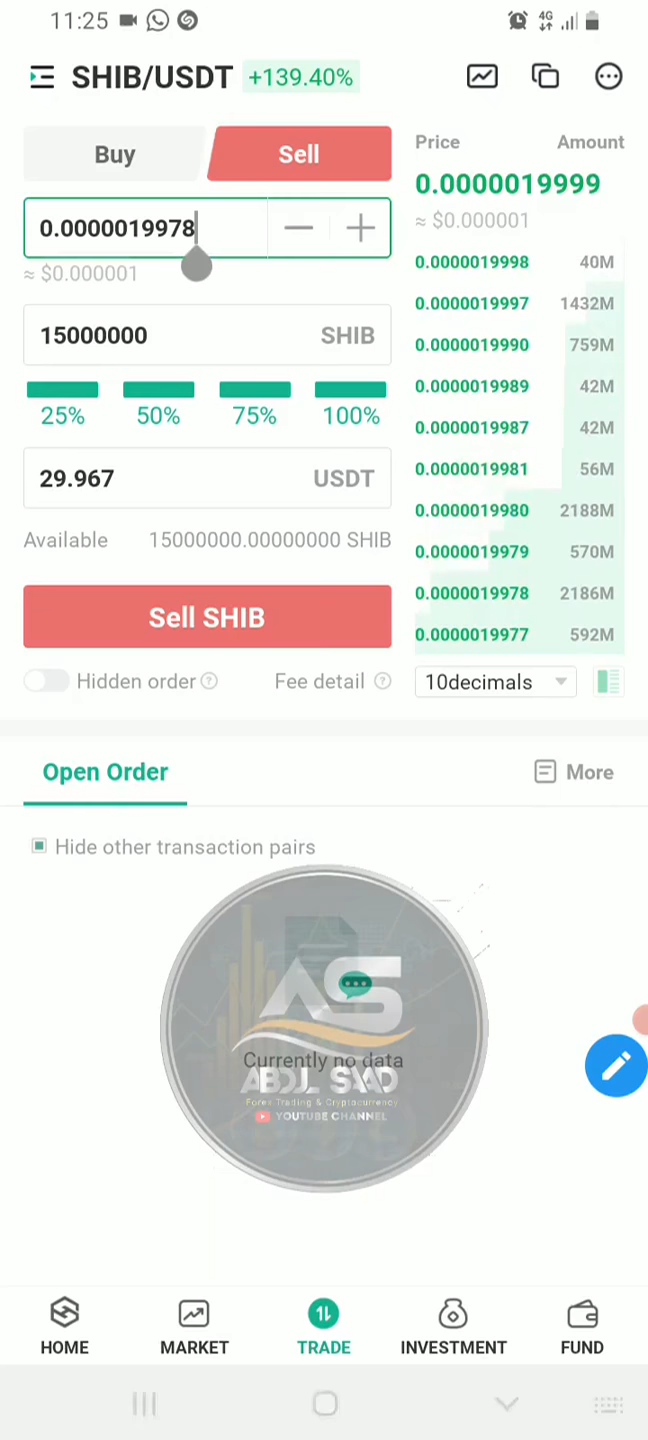 11:25
4G
SHIB/USDT +139.40%
Buy Sell
0.0000019978
≈ $0.000001
15000000 SHIB
25% 50% 75% 100%
29.967 USDT
Available 15000000.00000000 SHIB
Sell SHIB
Hidden order ? Fee detail ?
Price Amount
0.0000019999
≈ $0.000001
0.0000019998 40M
0.0000019997 1432M
0.0000019990 759M
0.0000019989 42M
0.0000019987 42M
0.0000019981 56M
0.0000019980 2188M
0.0000019979 570M
0.0000019978 2186M
0.0000019977 592M
10decimals
Open Order More
Hide other transaction pairs
AS
Currently no data
Forex Trading & Cryptocurrency
YOUTUBE CHANNEL
HOME MARKET TRADE INVESTMENT FUND